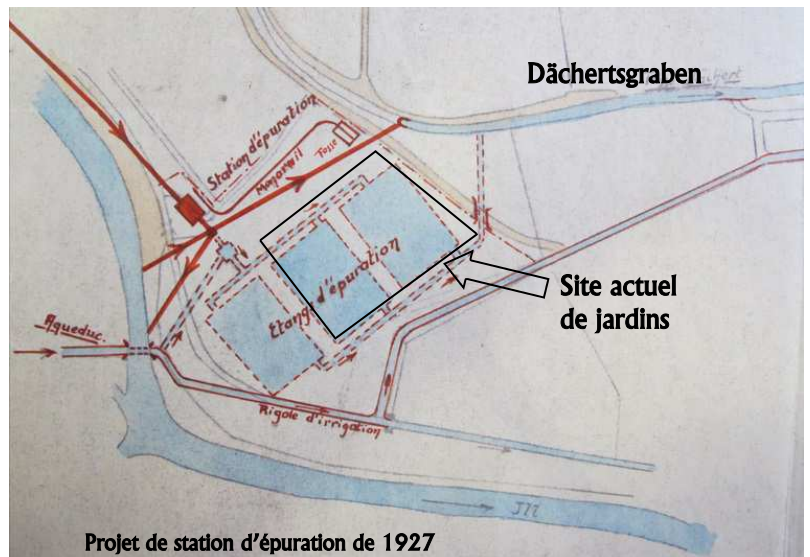 Dächertsgraben
Station d'épuration
Fosse
Etangs d'épuration
Site actuel
de jardins
Aqueduc.
Rigole d'irrigation
Ill
Projet de station d'épuration de 1927